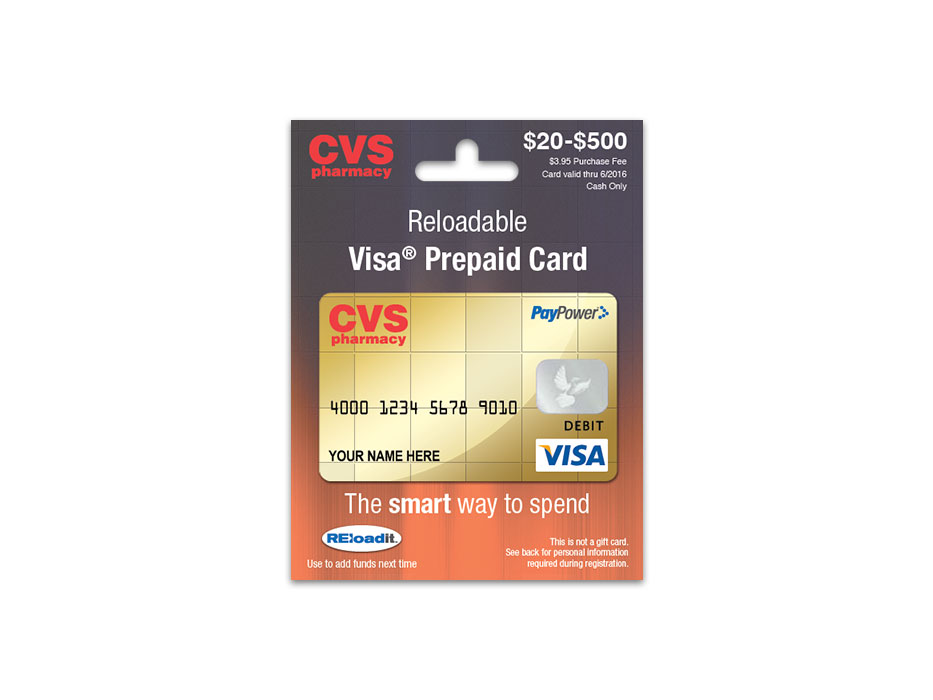 CVS
pharmacy
$20-$500
$3.95 Purchase Fee
Card valid thru 6/2016
Cash Only
Reloadable
Visa® Prepaid Card
CVS
pharmacy
PayPower
4000 1234 5678 9010
DEBIT
YOUR NAME HERE
VISA
The smart way to spend
REloadit.
Use to add funds next time
This is not a gift card.
See back for personal information
required during registration.